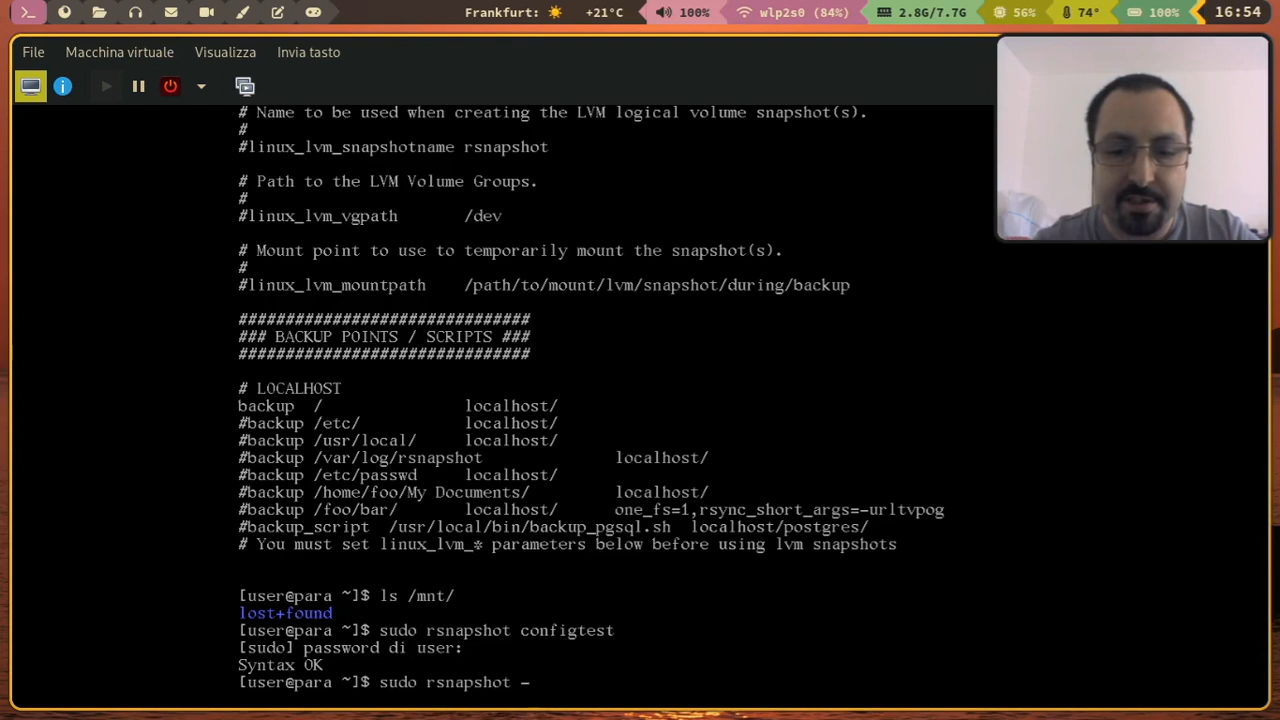 Frankfurt: +21°C 100% wlp2s0 (84%) 2.8G/7.7G 56% 74° 100% 16:54
File Macchina virtuale Visualizza Invia tasto
# Name to be used when creating the LVM logical volume snapshot(s).
#
#linux_lvm_snapshotname rsnapshot
# Path to the LVM Volume Groups.
#
#linux_lvm_vgpath /dev
# Mount point to use to temporarily mount the snapshot(s).
#
#linux_lvm_mountpath /path/to/mount/lvm/snapshot/during/backup
###############################
### BACKUP POINTS / SCRIPTS ###
###############################
# LOCALHOST
backup / localhost/
#backup /etc/ localhost/
#backup /usr/local/ localhost/
#backup /var/log/rsnapshot localhost/
#backup /etc/passwd localhost/
#backup /home/foo/My Documents/ localhost/
#backup /foo/bar/ localhost/ one_fs=1,rsync_short_args=-urltvpog
#backup_script /usr/local/bin/backup_pgsql.sh localhost/postgres/
# You must set linux_lvm_* parameters below before using lvm snapshots
[user@para ~]$ ls /mnt/
lost+found
[user@para ~]$ sudo rsnapshot configtest
[sudo] password di user:
Syntax OK
[user@para ~]$ sudo rsnapshot -